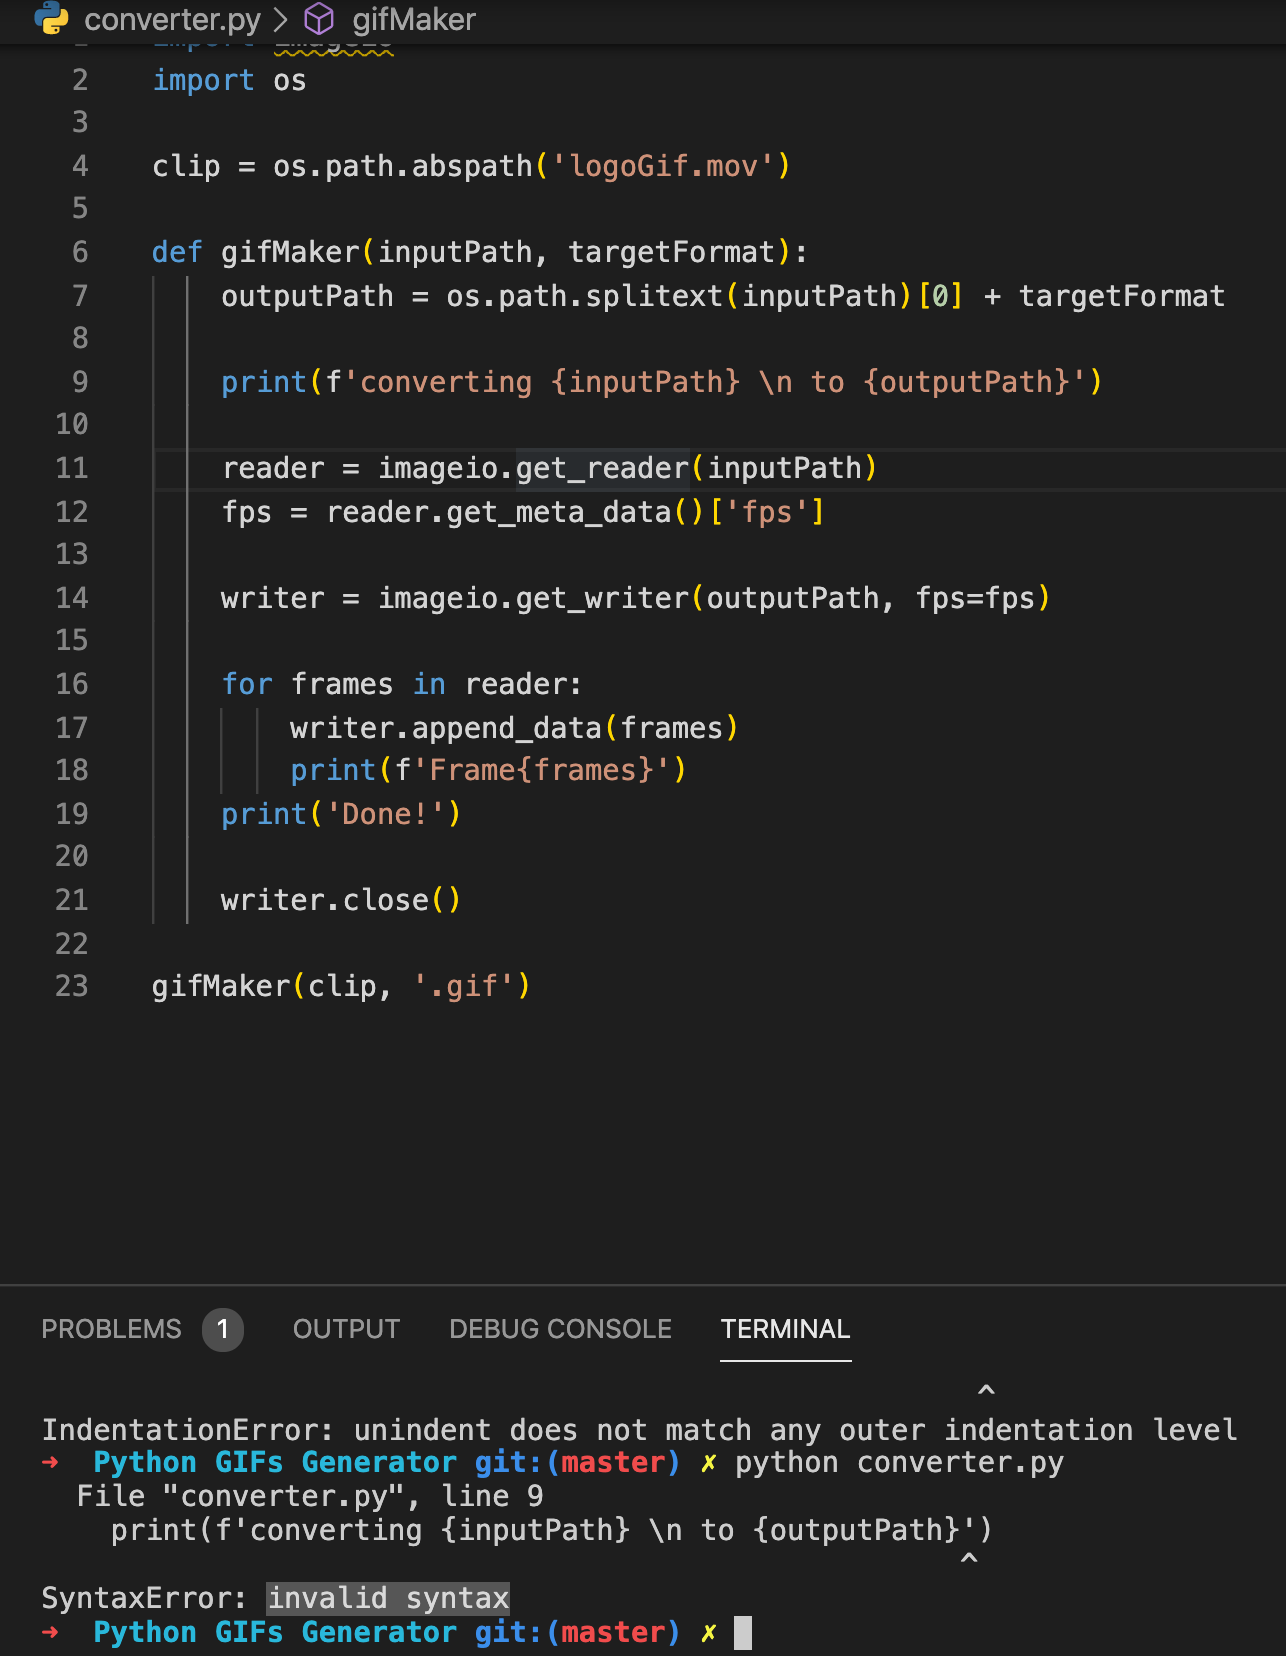 converter.py > gifMaker
1 import imageio
2 import os
3
4 clip = os.path.abspath('logoGif.mov')
5
6 def gifMaker(inputPath, targetFormat):
7 outputPath = os.path.splitext(inputPath)[0] + targetFormat
8
9 print(f'converting {inputPath} \n to {outputPath}')
10
11 reader = imageio.get_reader(inputPath)
12 fps = reader.get_meta_data()['fps']
13
14 writer = imageio.get_writer(outputPath, fps=fps)
15
16 for frames in reader:
17 writer.append_data(frames)
18 print(f'Frame{frames}')
19 print('Done!')
20
21 writer.close()
22
23 gifMaker(clip, '.gif')
PROBLEMS 1 OUTPUT DEBUG CONSOLE TERMINAL
^
IndentationError: unindent does not match any outer indentation level
→ Python GIFs Generator git:(master) ✗ python converter.py
File "converter.py", line 9
print(f'converting {inputPath} \n to {outputPath}')
^
SyntaxError: invalid syntax
→ Python GIFs Generator git:(master) ✗